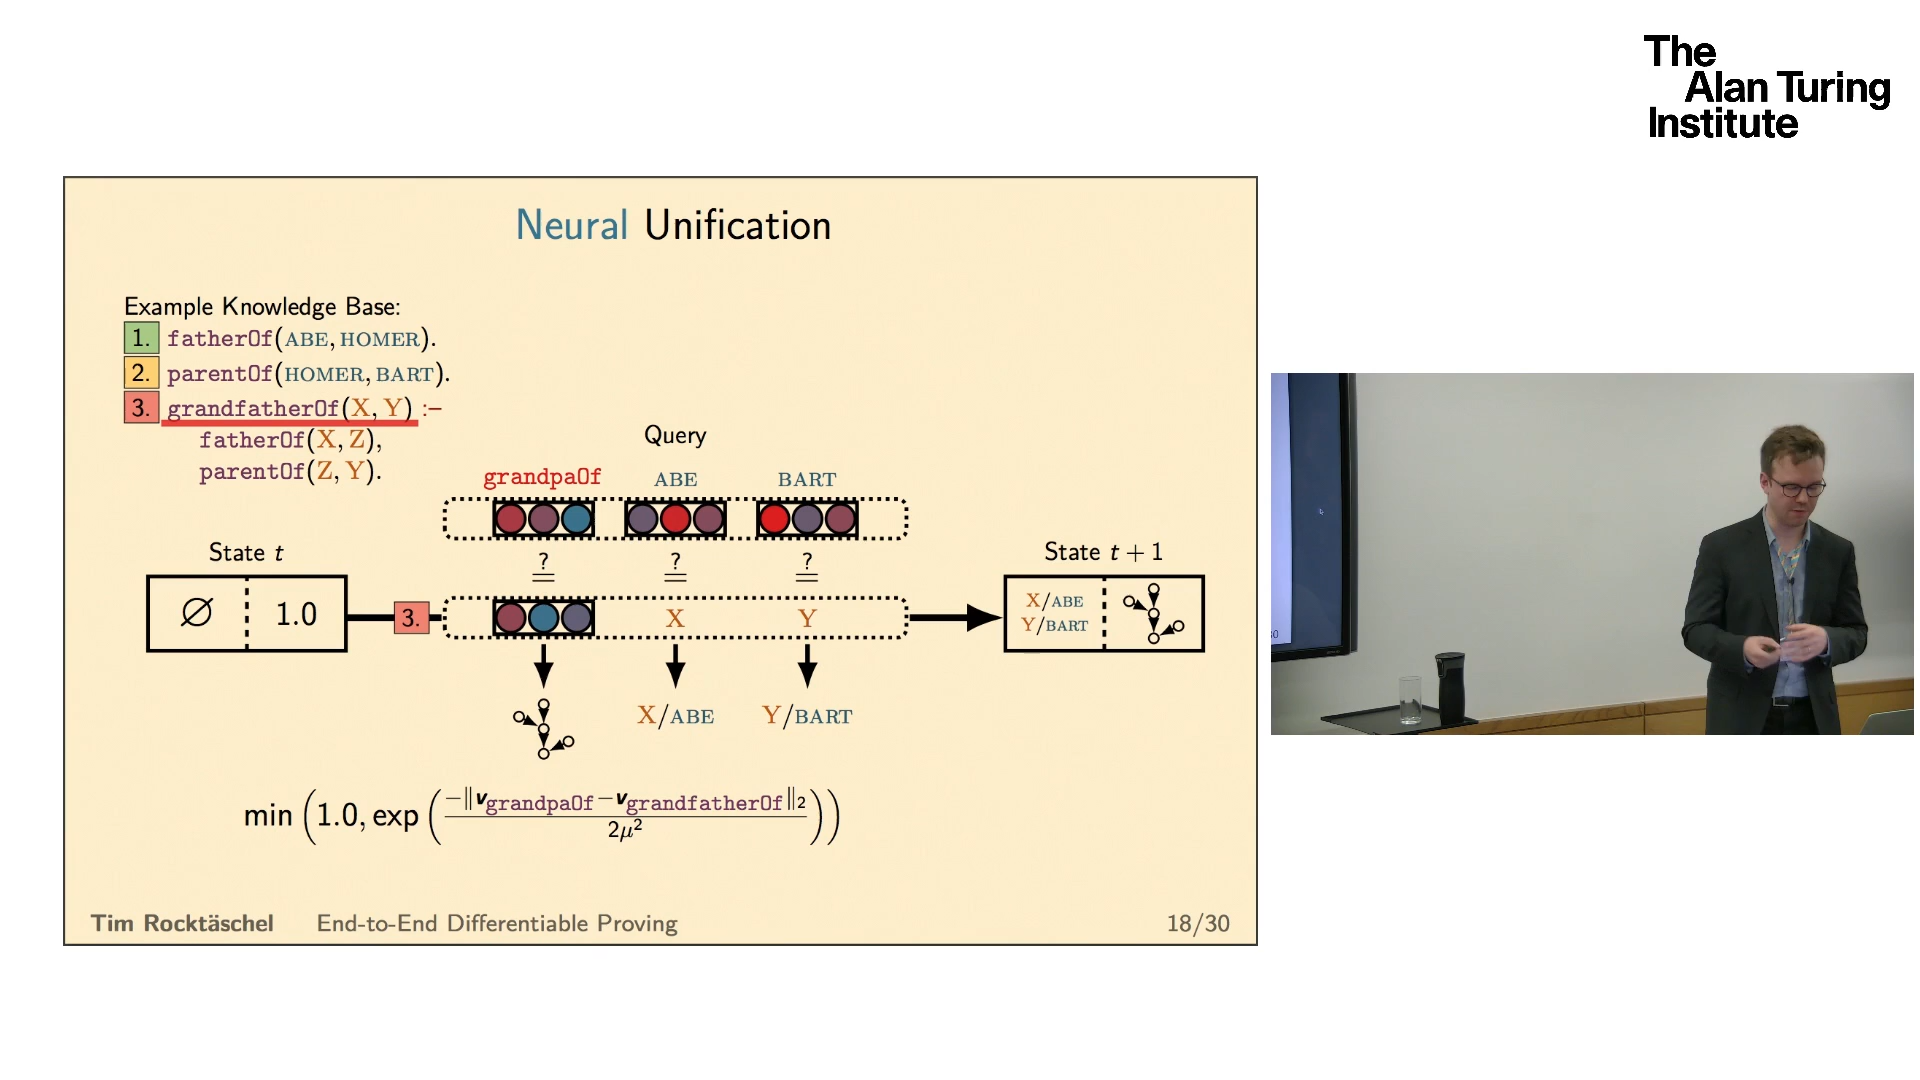 The
Alan Turing
Institute
Neural Unification
Example Knowledge Base:
1. fatherOf(ABE, HOMER).
2. parentOf(HOMER, BART).
3. grandfatherOf(X, Y) :–
fatherOf(X, Z),
parentOf(Z, Y).
Query
grandpaOf ABE BART
? ? ?
= = =
State t
∅ 1.0
3.
X Y
State t + 1
X/ABE
Y/BART
X/ABE Y/BART
min (1.0, exp (−‖v_grandpaOf − v_grandfatherOf‖₂ / 2μ²))
Tim Rocktäschel End-to-End Differentiable Proving 18/30